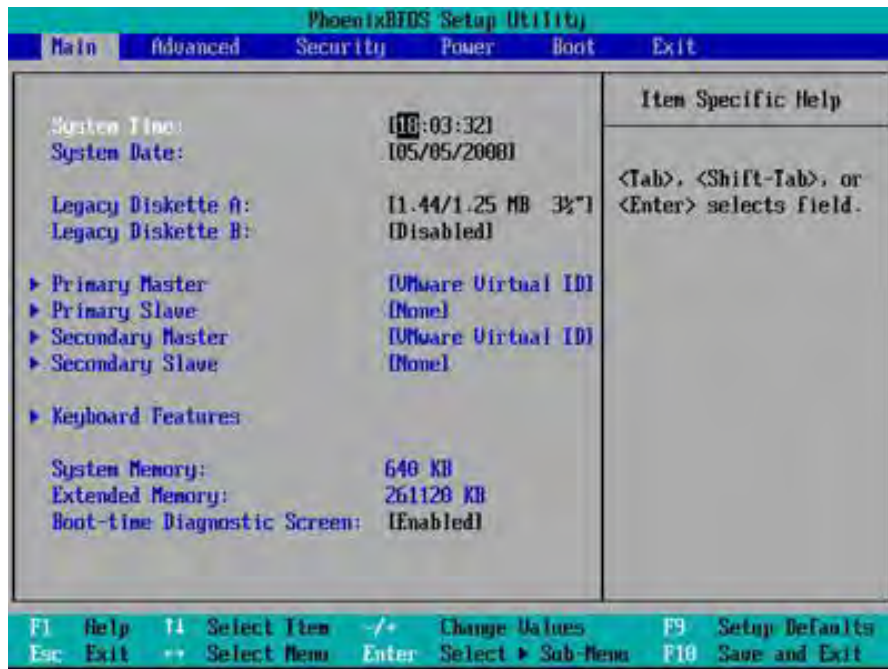 PhoenixBIOS Setup Utility
Main Advanced Security Power Boot Exit
Item Specific Help
System Time: [18:03:32]
System Date: [05/05/2008]
<Tab>, <Shift-Tab>, or
<Enter> selects field.
Legacy Diskette A: [1.44/1.25 MB 3½"]
Legacy Diskette B: [Disabled]
▶ Primary Master [VMware Virtual ID]
▶ Primary Slave [None]
▶ Secondary Master [VMware Virtual ID]
▶ Secondary Slave [None]
▶ Keyboard Features
System Memory: 640 KB
Extended Memory: 261120 KB
Boot-time Diagnostic Screen: [Enabled]
F1 Help ↑↓ Select Item -/+ Change Values F9 Setup Defaults
Esc Exit ↔ Select Menu Enter Select ▶ Sub-Menu F10 Save and Exit